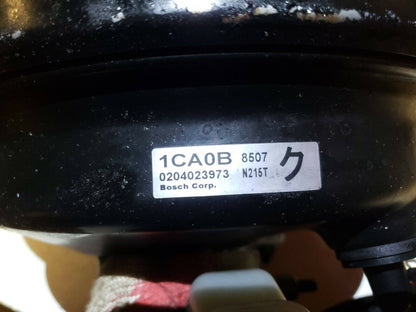 1CA0B 8507 ク
0204023973 N215T
Bosch Corp.